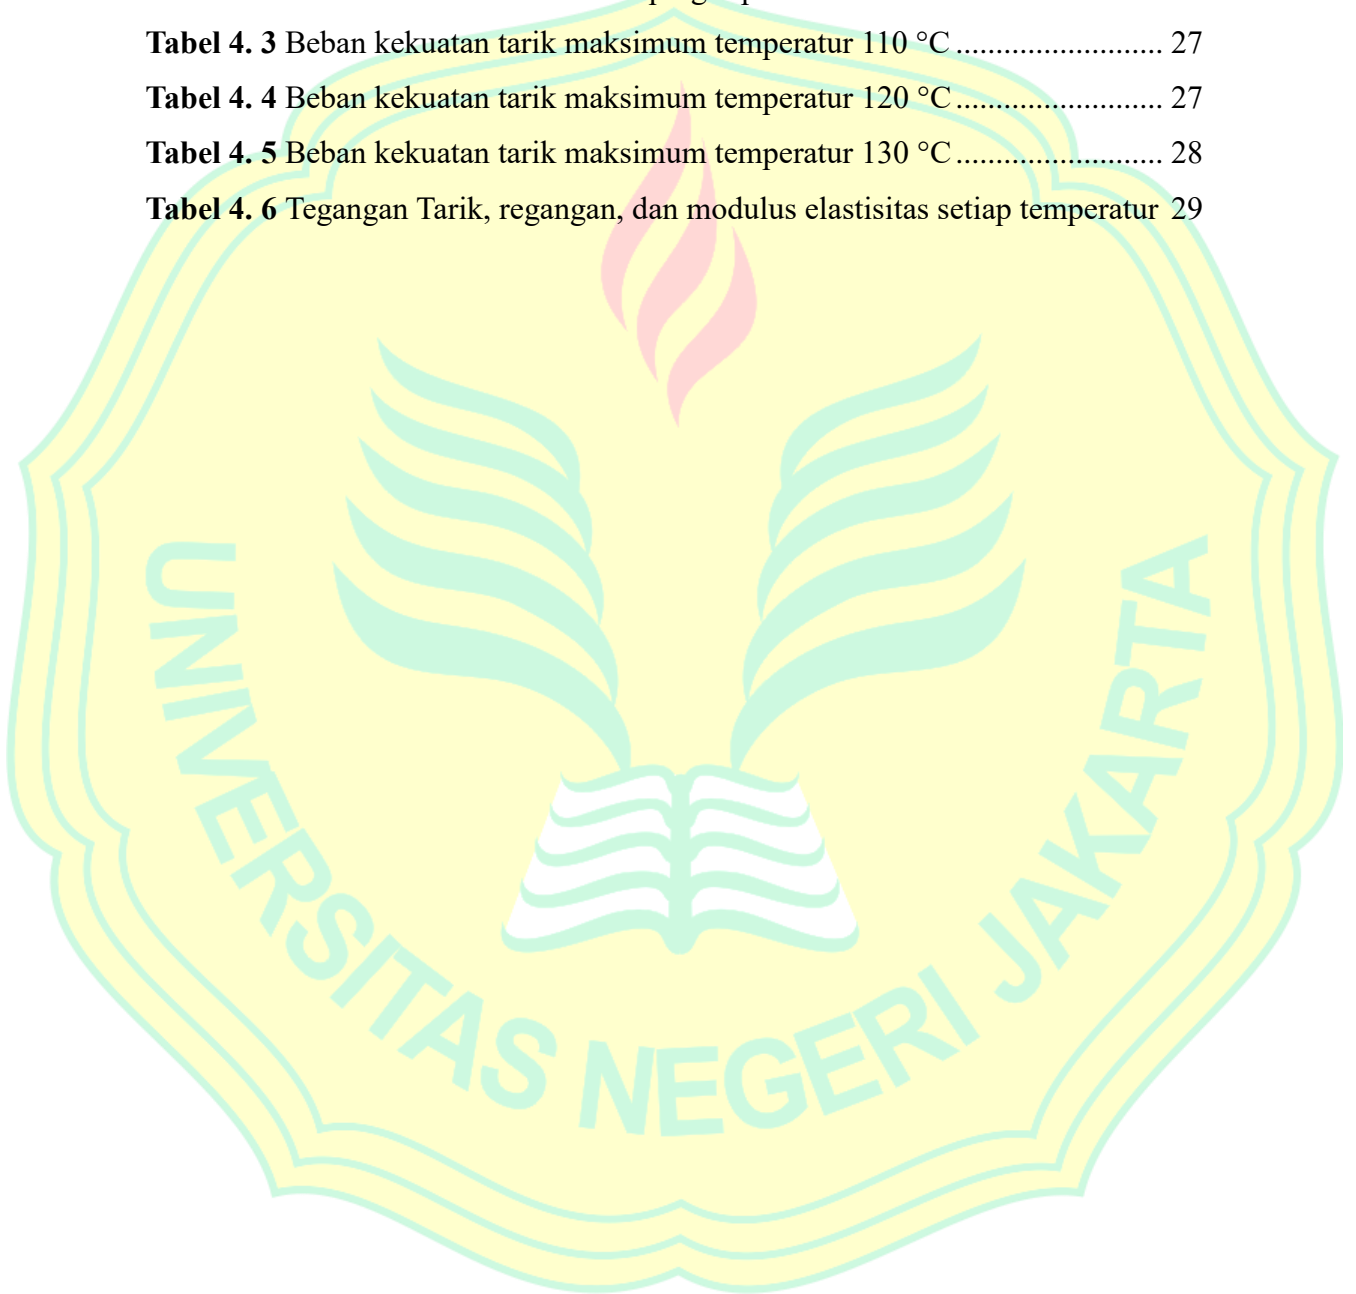 Tabel 4. 3 Beban kekuatan tarik maksimum temperatur 110 °C .......................... 27
Tabel 4. 4 Beban kekuatan tarik maksimum temperatur 120 °C .......................... 27
Tabel 4. 5 Beban kekuatan tarik maksimum temperatur 130 °C .......................... 28
Tabel 4. 6 Tegangan Tarik, regangan, dan modulus elastisitas setiap temperatur 29
UNIVERSITAS NEGERI JAKARTA